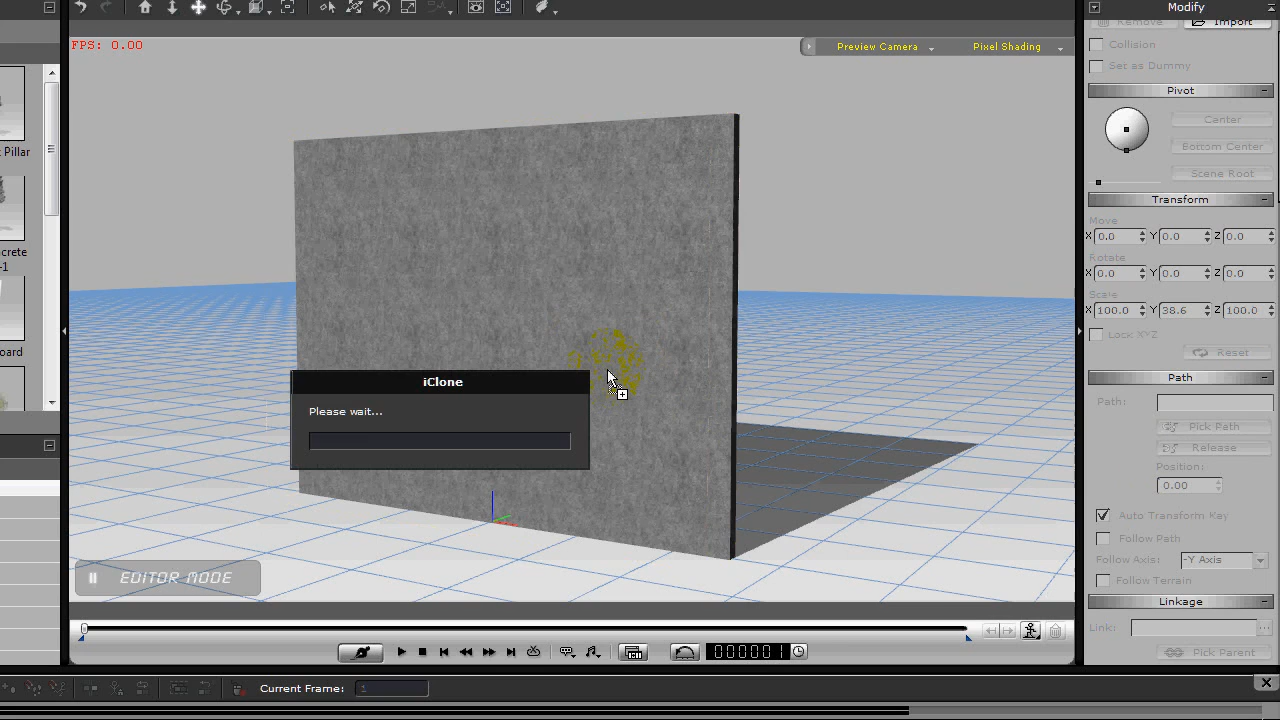 Modify
Remove
Import
FPS: 0.00
Preview Camera
Pixel Shading
Collision
Set as Dummy
Pivot
Center
Bottom Center
Scene Root
Pillar
Transform
Move
X 0.0 Y 0.0 Z 0.0
Rotate
X 0.0 Y 0.0 Z 0.0
Scale
X 100.0 Y 38.6 Z 100.0
Lock XYZ
Reset
-1
iClone
Please wait...
Path
Path:
Pick Path
Release
Position:
0.00
Auto Transform Key
Follow Path
Follow Axis: -Y Axis
Follow Terrain
EDITOR MODE
Linkage
Link:
Pick Parent
000001
Current Frame: 1